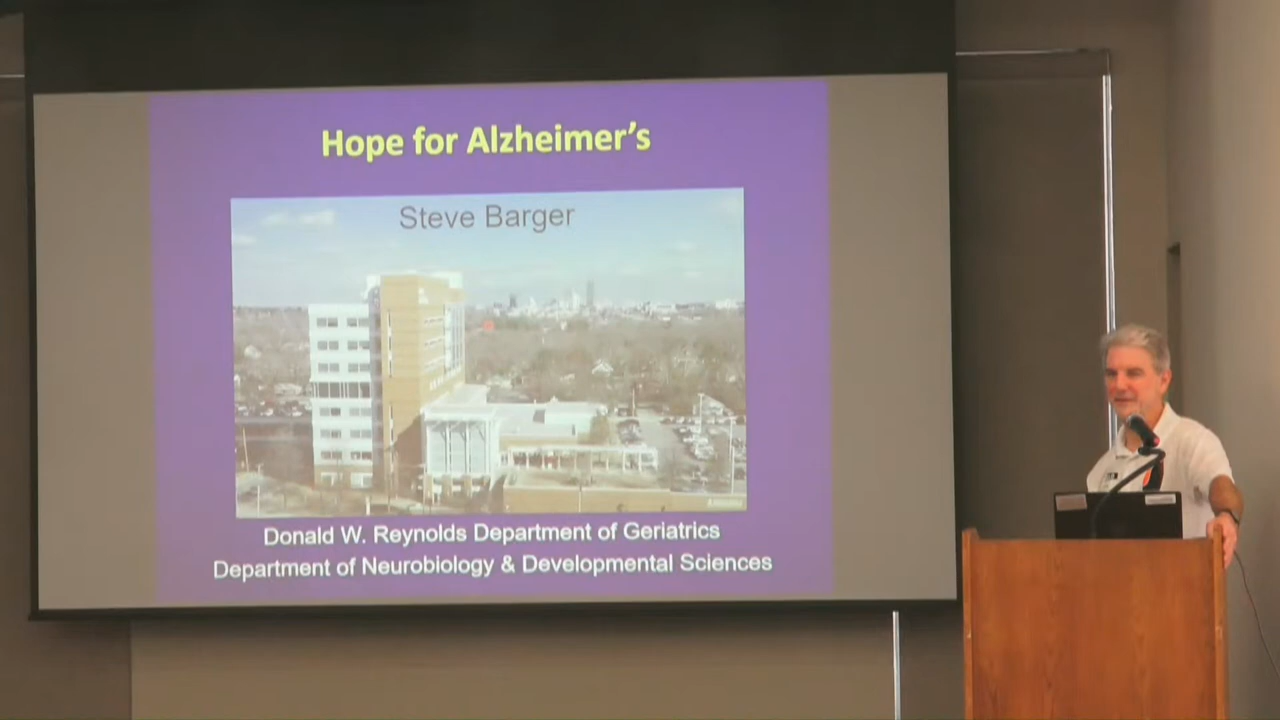 Hope for Alzheimer's
Steve Barger
Donald W. Reynolds Department of Geriatrics
Department of Neurobiology & Developmental Sciences